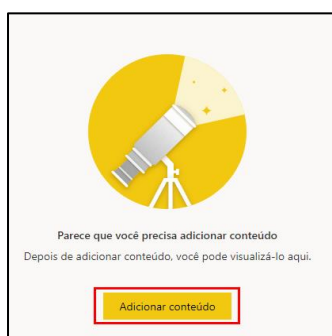 Parece que você precisa adicionar conteúdo
Depois de adicionar conteúdo, você pode visualizá-lo aqui.
Adicionar conteúdo